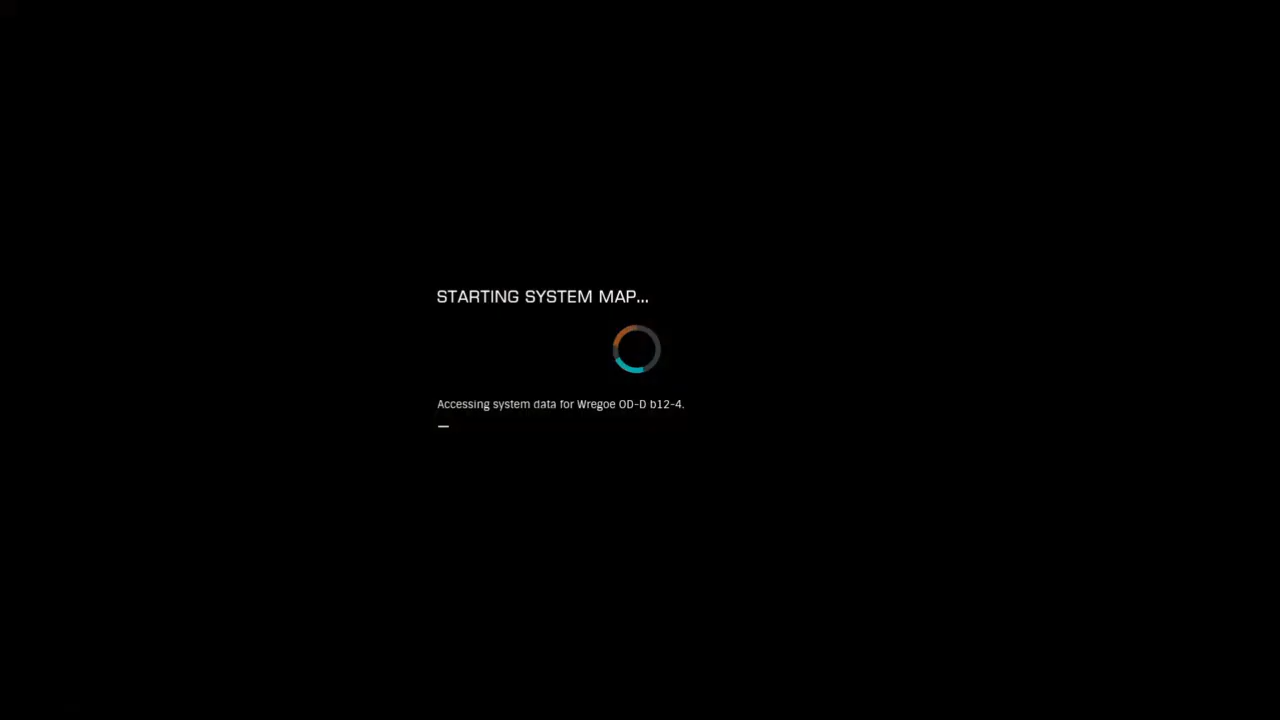 STARTING SYSTEM MAP...
Accessing system data for Wregoe OD-D b12-4.